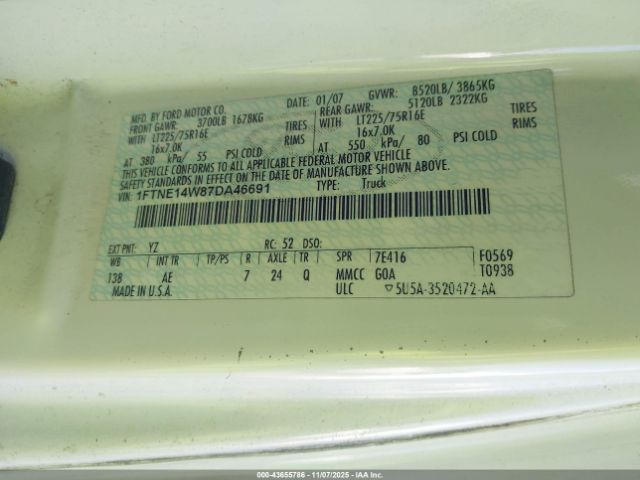 MFD. BY FORD MOTOR CO. DATE: 01/07 GVWR: 8520LB/ 3865KG
FRONT GAWR: 3700LB 1678KG REAR GAWR: 5120LB 2322KG
WITH LT225/75R16E TIRES WITH LT225/75R16E TIRES
16x7.0K RIMS 16x7.0K RIMS
AT 380 kPa/ 55 PSI COLD AT 550 kPa/ 80 PSI COLD
THIS VEHICLE CONFORMS TO ALL APPLICABLE FEDERAL MOTOR VEHICLE
SAFETY STANDARDS IN EFFECT ON THE DATE OF MANUFACTURE SHOWN ABOVE.
VIN: 1FTNE14W87DA46691 TYPE: Truck
EXT PNT: YZ RC: 52 DSO:
WB INT TR TP/PS R AXLE TR SPR 7E416 F0569
138 AE 7 24 Q MMCC G0A T0938
MADE IN U.S.A. ULC 5U5A-3520472-AA
000-43655786 - 11/07/2025 - IAA, Inc.